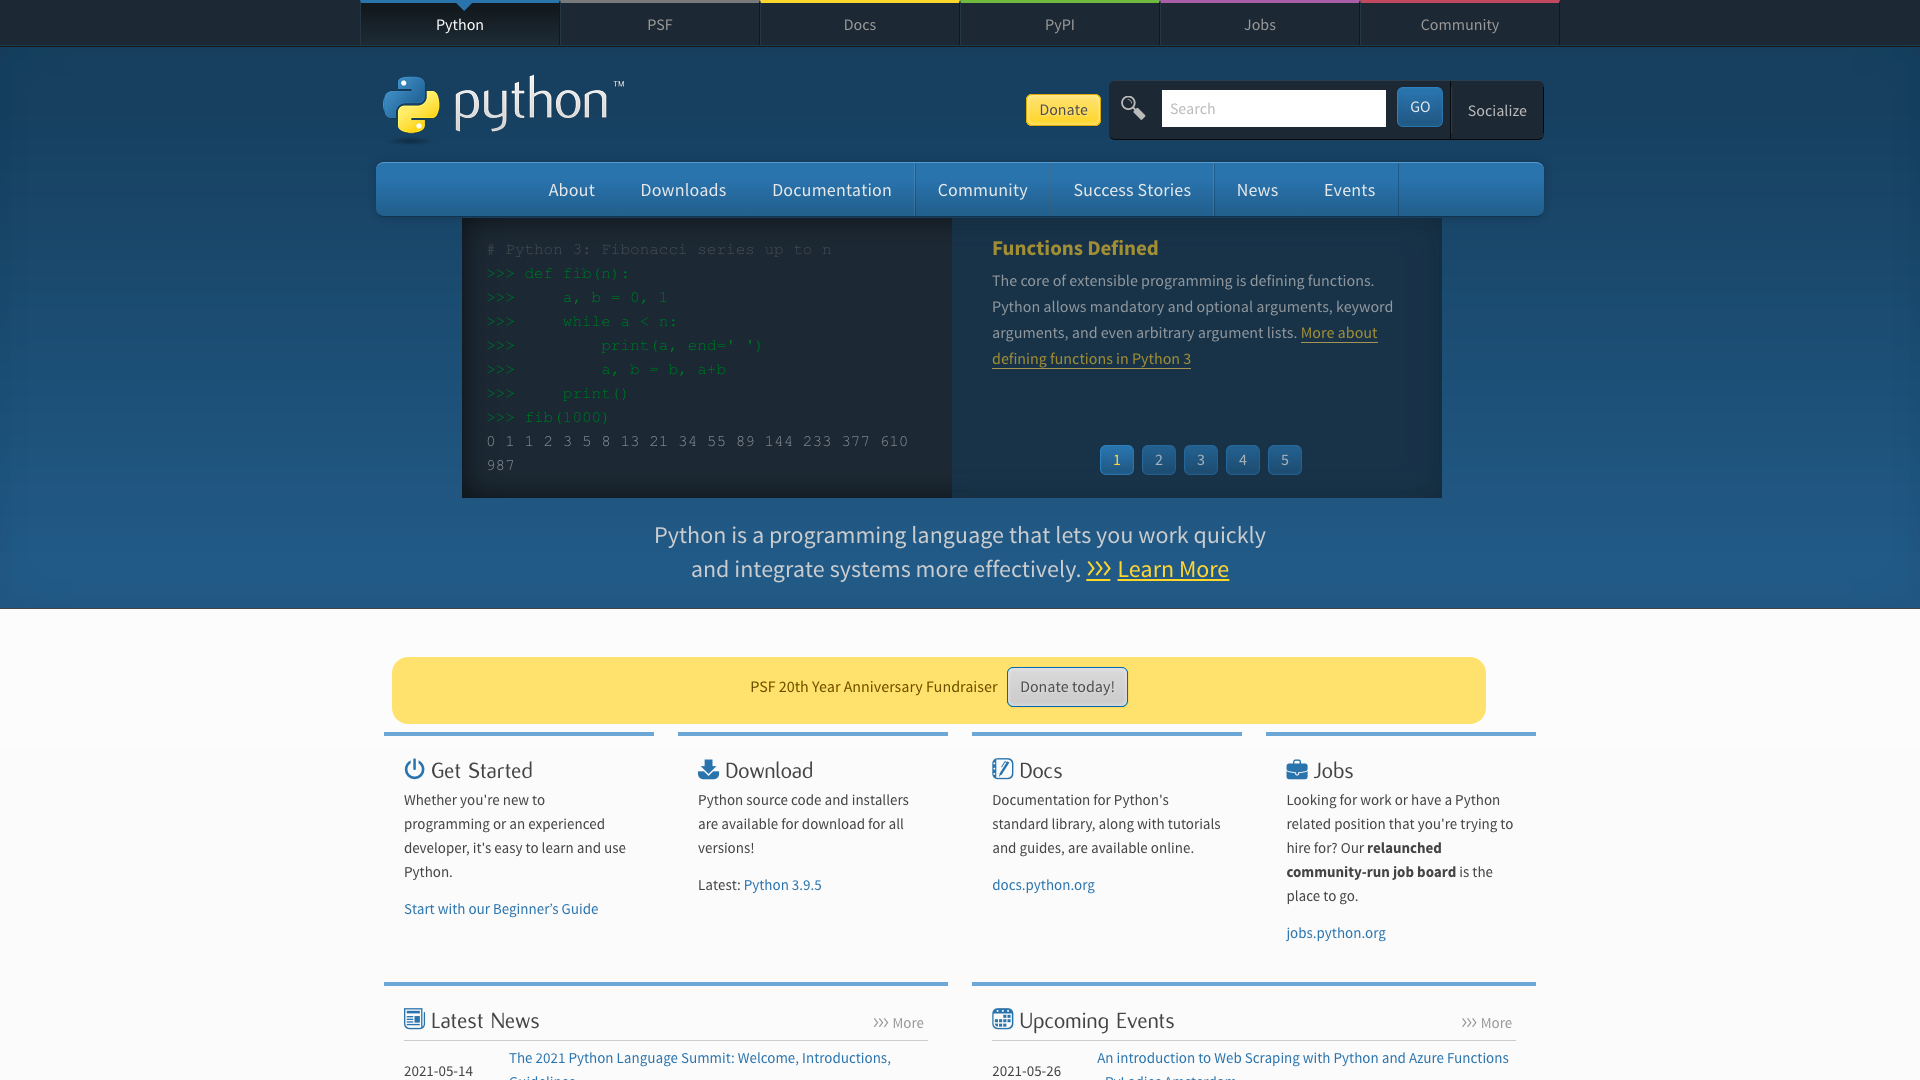 Python PSF Docs PyPI Jobs Community
python™
Donate Search GO Socialize
About Downloads Documentation Community Success Stories News Events
# Python 3: Fibonacci series up to n
>>> def fib(n):
>>>     a, b = 0, 1
>>>     while a < n:
>>>         print(a, end=' ')
>>>         a, b = b, a+b
>>>     print()
>>> fib(1000)
0 1 1 2 3 5 8 13 21 34 55 89 144 233 377 610
987
Functions Defined
The core of extensible programming is defining functions.
Python allows mandatory and optional arguments, keyword
arguments, and even arbitrary argument lists. More about
defining functions in Python 3
1 2 3 4 5
Python is a programming language that lets you work quickly
and integrate systems more effectively. >>> Learn More
PSF 20th Year Anniversary Fundraiser Donate today!
Get Started
Whether you're new to
programming or an experienced
developer, it's easy to learn and use
Python.
Start with our Beginner’s Guide
Download
Python source code and installers
are available for download for all
versions!
Latest: Python 3.9.5
Docs
Documentation for Python's
standard library, along with tutorials
and guides, are available online.
docs.python.org
Jobs
Looking for work or have a Python
related position that you're trying to
hire for? Our relaunched
community-run job board is the
place to go.
jobs.python.org
Latest News
>>> More
2021-05-14
The 2021 Python Language Summit: Welcome, Introductions,
Upcoming Events
>>> More
2021-05-26
An introduction to Web Scraping with Python and Azure Functions